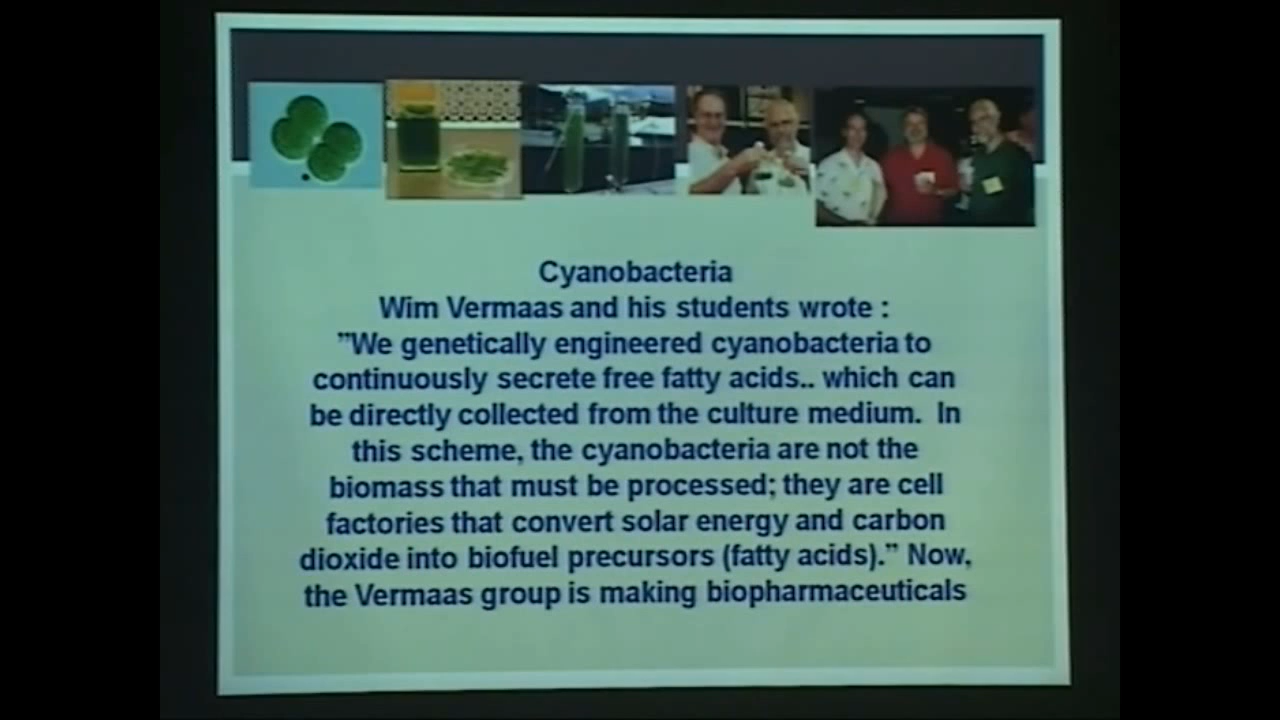 Cyanobacteria
Wim Vermaas and his students wrote :
”We genetically engineered cyanobacteria to
continuously secrete free fatty acids.. which can
be directly collected from the culture medium. In
this scheme, the cyanobacteria are not the
biomass that must be processed; they are cell
factories that convert solar energy and carbon
dioxide into biofuel precursors (fatty acids).” Now,
the Vermaas group is making biopharmaceuticals